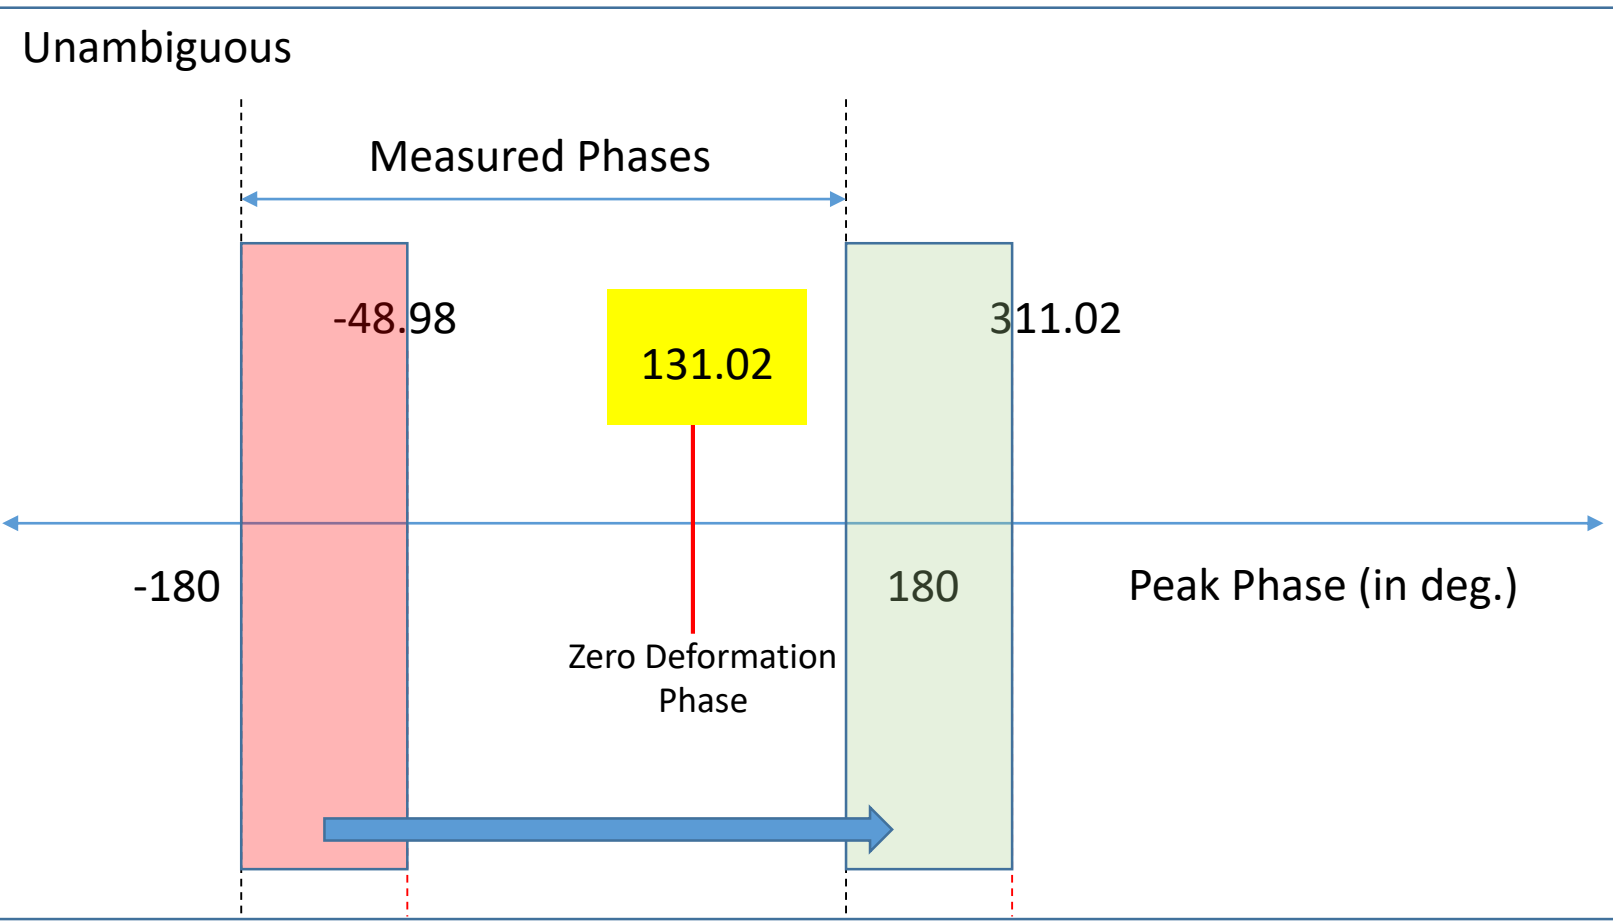 Unambiguous
Measured Phases
-48.98
311.02
131.02
-180
180
Peak Phase (in deg.)
Zero Deformation
Phase